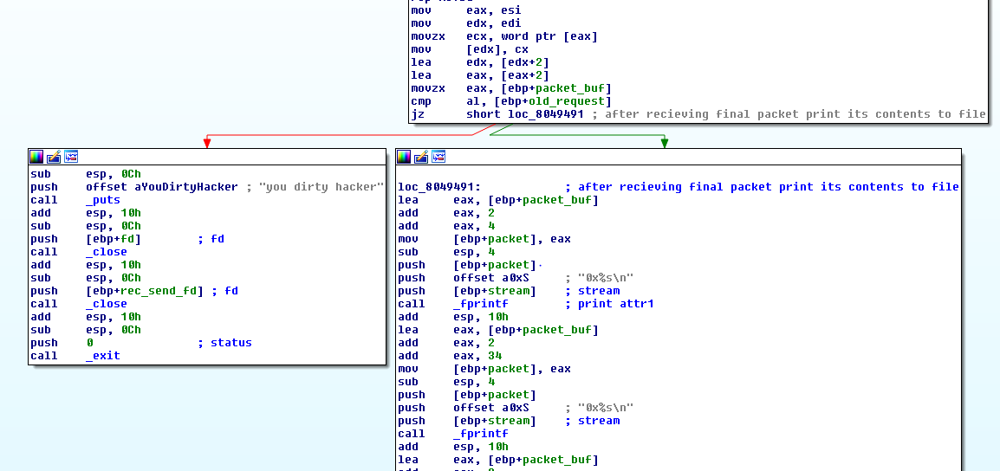 mov eax, esi
mov edx, edi
movzx ecx, word ptr [eax]
mov [edx], cx
lea edx, [edx+2]
lea eax, [eax+2]
movzx eax, [ebp+packet_buf]
cmp al, [ebp+old_request]
jz short loc_8049491 ; after recieving final packet print its contents to file
sub esp, 0Ch
push offset aYouDirtyHacker ; "you dirty hacker"
call _puts
add esp, 10h
sub esp, 0Ch
push [ebp+fd] ; fd
call _close
add esp, 10h
sub esp, 0Ch
push [ebp+rec_send_fd] ; fd
call _close
add esp, 10h
sub esp, 0Ch
push 0 ; status
call _exit
loc_8049491: ; after recieving final packet print its contents to file
lea eax, [ebp+packet_buf]
add eax, 2
add eax, 4
mov [ebp+packet], eax
sub esp, 4
push [ebp+packet]
push offset a0xS ; "0x%s\n"
push [ebp+stream] ; stream
call _fprintf ; print attr1
add esp, 10h
lea eax, [ebp+packet_buf]
add eax, 2
add eax, 34
mov [ebp+packet], eax
sub esp, 4
push [ebp+packet]
push offset a0xS ; "0x%s\n"
push [ebp+stream] ; stream
call _fprintf
add esp, 10h
lea eax, [ebp+packet_buf]